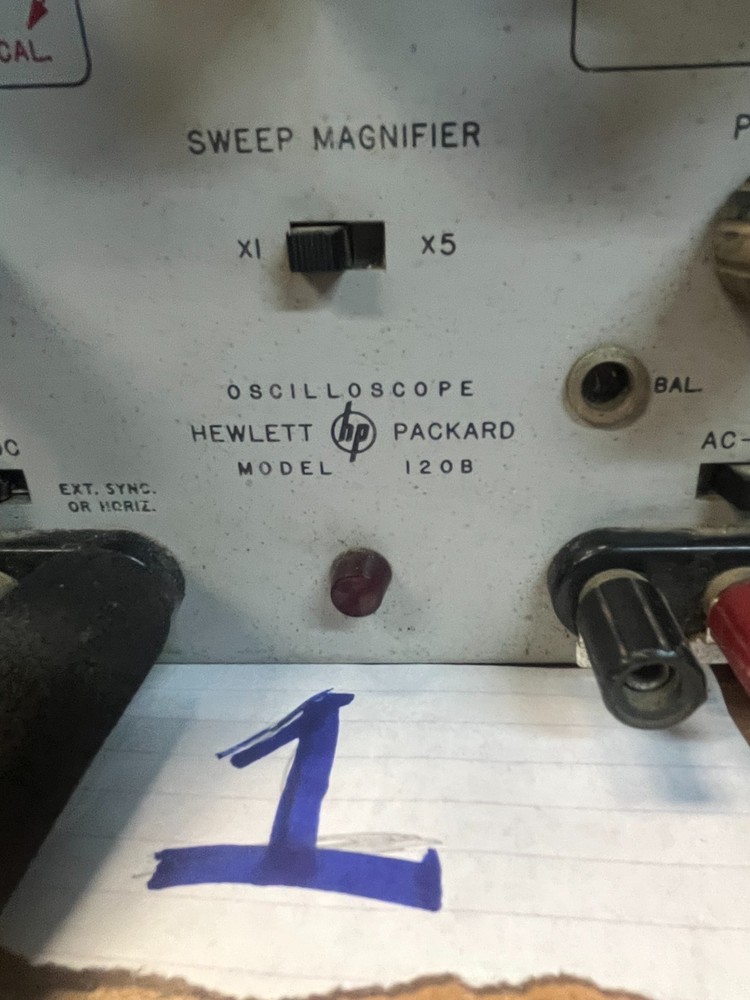 CAL.
SWEEP MAGNIFIER
X1 X5
BAL.
OSCILLOSCOPE
HEWLETT hp PACKARD
MODEL 120B
AC-
EXT. SYNC.
OR HORIZ.
1